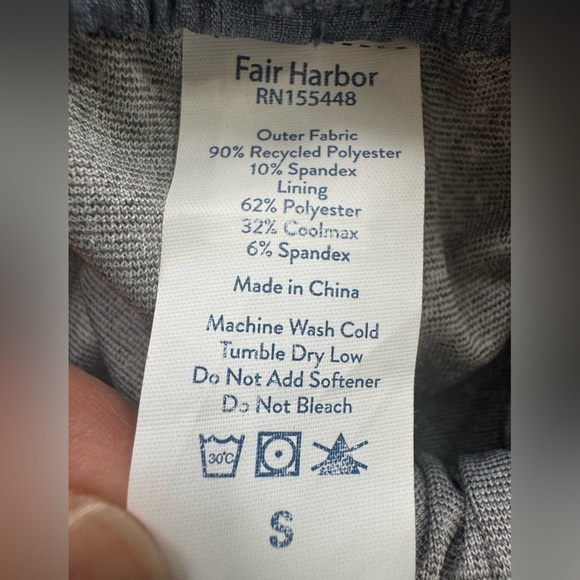 Fair Harbor
RN155448
Outer Fabric
90% Recycled Polyester
10% Spandex
Lining
62% Polyester
32% Coolmax
6% Spandex
Made in China
Machine Wash Cold
Tumble Dry Low
Do Not Add Softener
Do Not Bleach
30°C
S